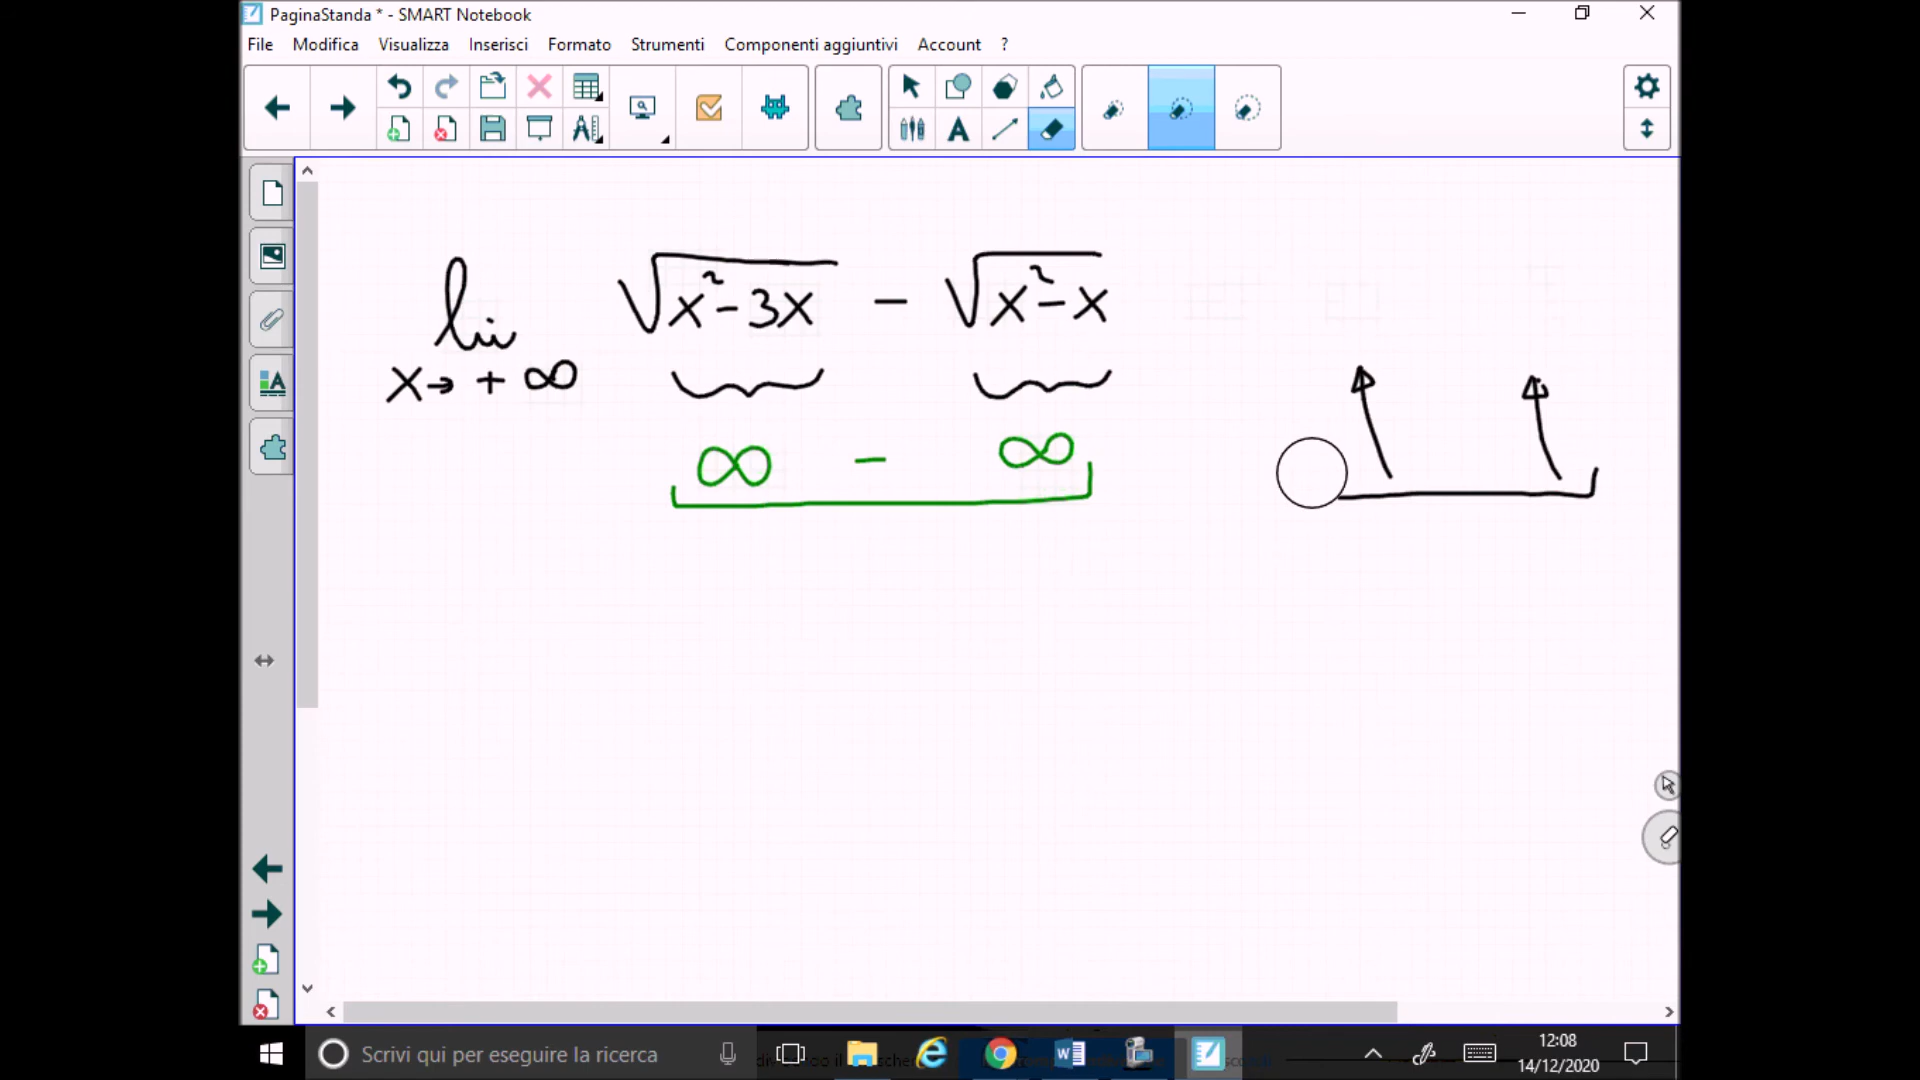 PaginaStanda * - SMART Notebook
File Modifica Visualizza Inserisci Formato Strumenti Componenti aggiuntivi Account ?
lim √(x²-3x) - √(x²-x)
x→+∞
∞ - ∞
Scrivi qui per eseguire la ricerca
12:08
14/12/2020